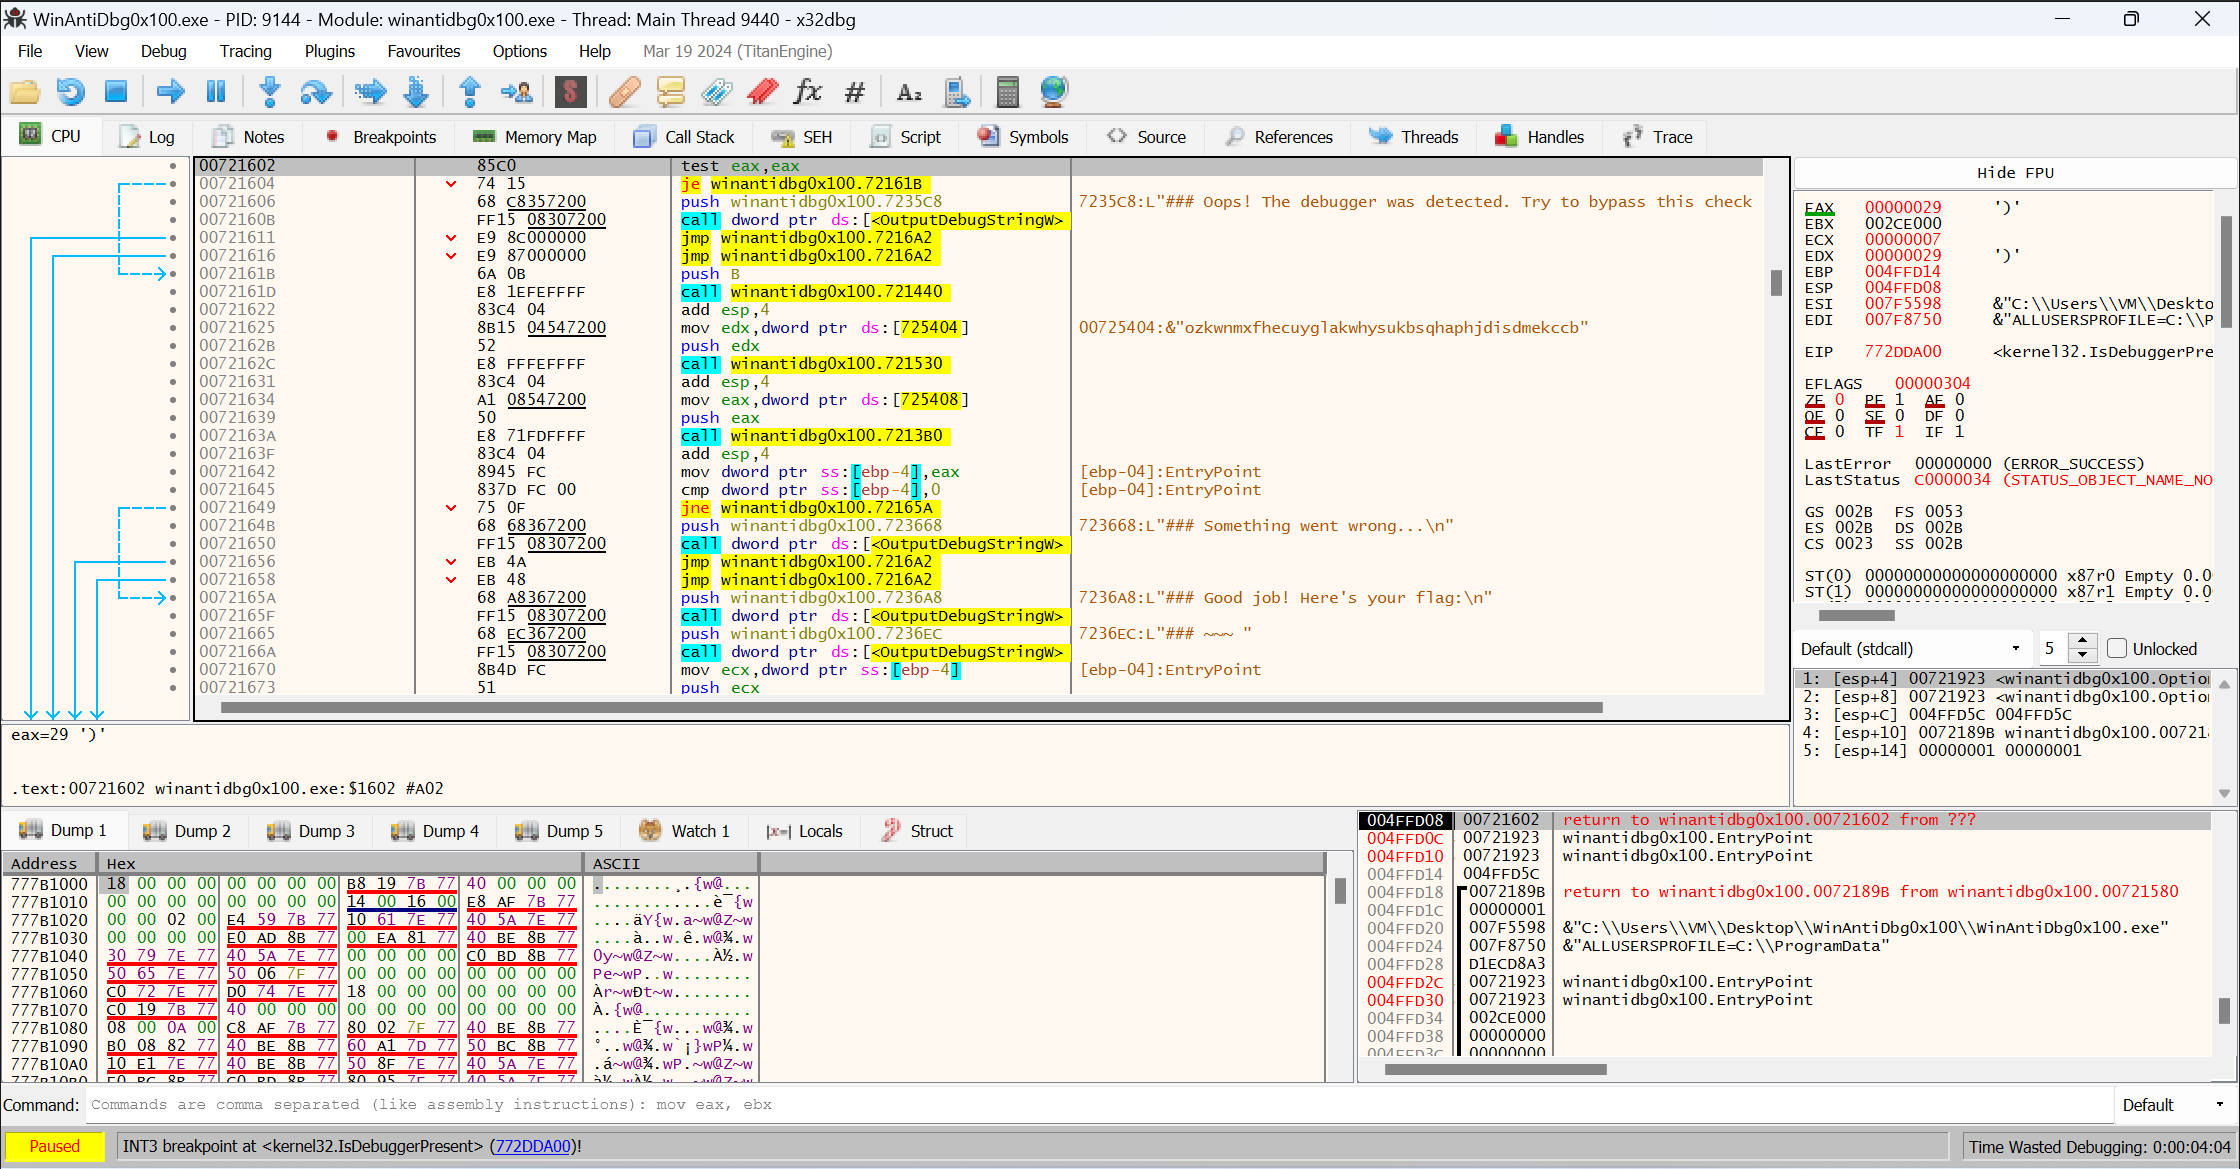 WinAntiDbg0x100.exe - PID: 9144 - Module: winantidbg0x100.exe - Thread: Main Thread 9440 - x32dbg
File View Debug Tracing Plugins Favourites Options Help Mar 19 2024 (TitanEngine)
CPU Log Notes Breakpoints Memory Map Call Stack SEH Script Symbols Source References Threads Handles Trace
00721602 85C0 test eax,eax
00721604 74 15 je winantidbg0x100.72161B
00721606 68 C8357200 push winantidbg0x100.7235C8 7235C8:L"### Oops! The debugger was detected. Try to bypass this check
0072160B FF15 08307200 call dword ptr ds:[<OutputDebugStringW>
00721611 E9 8C000000 jmp winantidbg0x100.7216A2
00721616 E9 87000000 jmp winantidbg0x100.7216A2
0072161B 6A 0B push B
0072161D E8 1EFEFFFF call winantidbg0x100.721440
00721622 83C4 04 add esp,4
00721625 8B15 04547200 mov edx,dword ptr ds:[725404] 00725404:&"ozkwnmxfhecuyglakwhysukbsqhaphjdisdmekccb"
0072162B 52 push edx
0072162C E8 FFFEFFFF call winantidbg0x100.721530
00721631 83C4 04 add esp,4
00721634 A1 08547200 mov eax,dword ptr ds:[725408]
00721639 50 push eax
0072163A E8 71FDFFFF call winantidbg0x100.7213B0
0072163F 83C4 04 add esp,4
00721642 8945 FC mov dword ptr ss:[ebp-4],eax [ebp-04]:EntryPoint
00721645 837D FC 00 cmp dword ptr ss:[ebp-4],0 [ebp-04]:EntryPoint
00721649 75 0F jne winantidbg0x100.72165A
0072164B 68 68367200 push winantidbg0x100.723668 723668:L"### Something went wrong...\n"
00721650 FF15 08307200 call dword ptr ds:[<OutputDebugStringW>
00721656 EB 4A jmp winantidbg0x100.7216A2
00721658 EB 48 jmp winantidbg0x100.7216A2
0072165A 68 A8367200 push winantidbg0x100.7236A8 7236A8:L"### Good job! Here's your flag:\n"
0072165F FF15 08307200 call dword ptr ds:[<OutputDebugStringW>
00721665 68 EC367200 push winantidbg0x100.7236EC 7236EC:L"### ~~~ "
0072166A FF15 08307200 call dword ptr ds:[<OutputDebugStringW>
00721670 8B4D FC mov ecx,dword ptr ss:[ebp-4] [ebp-04]:EntryPoint
00721673 51 push ecx
Hide FPU
EAX 00000029 ')'
EBX 002CE000
ECX 00000007
EDX 00000029 ')'
EBP 004FFD14
ESP 004FFD08
ESI 007F5598 &"C:\\Users\\VM\\Deskto
EDI 007F8750 &"ALLUSERSPROFILE=C:\\P
EIP 772DDA00 <kernel32.IsDebuggerPre
EFLAGS 00000304
ZF 0 PF 1 AF 0
OF 0 SF 0 DF 0
CF 0 TF 1 IF 1
LastError 00000000 (ERROR_SUCCESS)
LastStatus C0000034 (STATUS_OBJECT_NAME_NO
GS 002B FS 0053
ES 002B DS 002B
CS 0023 SS 002B
ST(0) 00000000000000000000 x87r0 Empty 0.0
ST(1) 00000000000000000000 x87r1 Empty 0.0
Default (stdcall) 5 Unlocked
1: [esp+4] 00721923 <winantidbg0x100.Optio
2: [esp+8] 00721923 <winantidbg0x100.Optio
3: [esp+C] 004FFD5C 004FFD5C
4: [esp+10] 0072189B winantidbg0x100.00721
5: [esp+14] 00000001 00000001
eax=29 ')'
.text:00721602 winantidbg0x100.exe:$1602 #A02
Dump 1 Dump 2 Dump 3 Dump 4 Dump 5 Watch 1 Locals Struct
Address Hex ASCII
777B1000 18 00 00 00 00 00 00 00 B8 19 7B 77 40 00 00 00 .........{w@...
777B1010 00 00 00 00 00 00 00 00 14 00 16 00 E8 AF 7B 77 ............è¯{w
777B1020 00 00 02 00 E4 59 7B 77 10 61 7E 77 40 5A 7E 77 ....äY{w.a~w@Z~w
777B1030 00 00 00 00 E0 AD 8B 77 00 EA 81 77 40 BE 8B 77 ....à..w.ê.w@¾.w
777B1040 30 79 7E 77 40 5A 7E 77 00 00 00 00 C0 BD 8B 77 0y~w@Z~w....À½.w
777B1050 50 65 7E 77 50 06 7F 77 00 00 00 00 00 00 00 00 Pe~wP..w........
777B1060 C0 72 7E 77 D0 74 7E 77 18 00 00 00 00 00 00 00 Àr~wÐt~w........
777B1070 C0 19 7B 77 40 00 00 00 00 00 00 00 00 00 00 00 À.{w@...........
777B1080 08 00 0A 00 C8 AF 7B 77 80 02 7F 77 40 BE 8B 77 ....È¯{w...w@¾.w
777B1090 B0 08 82 77 40 BE 8B 77 60 A1 7D 77 50 BC 8B 77 °..w@¾.w`¡}wP¼.w
777B10A0 10 E1 7E 77 40 BE 8B 77 50 8F 7E 77 40 5A 7E 77 .á~w@¾.wP.~w@Z~w
004FFD08 00721602 return to winantidbg0x100.00721602 from ???
004FFD0C 00721923 winantidbg0x100.EntryPoint
004FFD10 00721923 winantidbg0x100.EntryPoint
004FFD14 004FFD5C
004FFD18 0072189B return to winantidbg0x100.0072189B from winantidbg0x100.00721580
004FFD1C 00000001
004FFD20 007F5598 &"C:\\Users\\VM\\Desktop\\WinAntiDbg0x100\\WinAntiDbg0x100.exe"
004FFD24 007F8750 &"ALLUSERSPROFILE=C:\\ProgramData"
004FFD28 D1ECD8A3
004FFD2C 00721923 winantidbg0x100.EntryPoint
004FFD30 00721923 winantidbg0x100.EntryPoint
004FFD34 002CE000
004FFD38 00000000
004FFD3C 00000000
Command: Commands are comma separated (like assembly instructions): mov eax, ebx Default
Paused INT3 breakpoint at <kernel32.IsDebuggerPresent> (772DDA00)! Time Wasted Debugging: 0:00:04:04